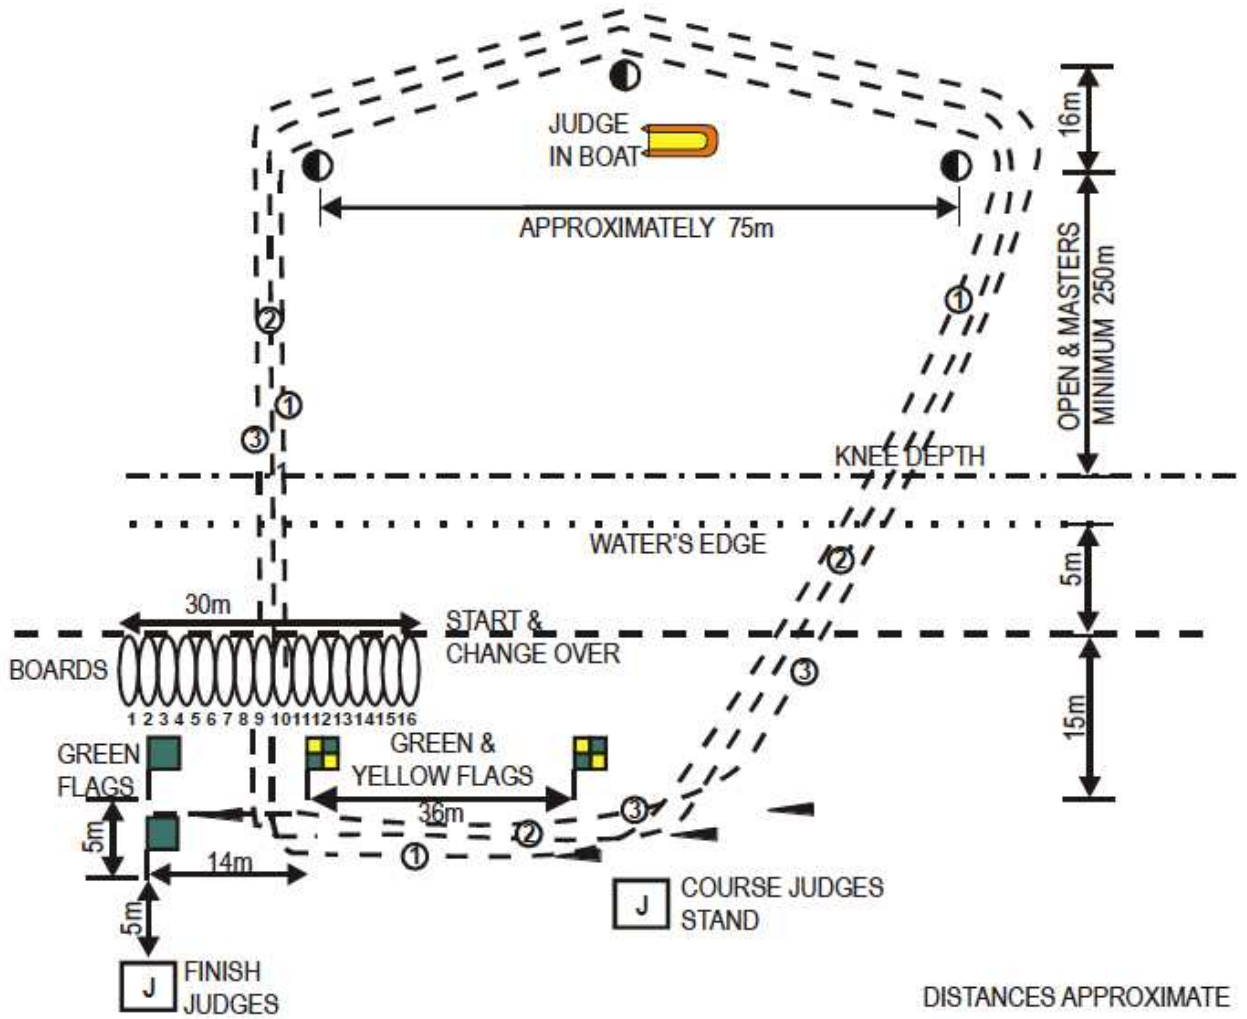 JUDGE
IN BOAT
16m
APPROXIMATELY 75m
OPEN & MASTERS
MINIMUM 250m
1
2
1
3
1
KNEE DEPTH
WATER'S EDGE
2
5m
30m
START &
CHANGE OVER
BOARDS
3
1 2 3 4 5 6 7 8 9 10 11 12 13 14 15 16
15m
GREEN
FLAGS
GREEN &
YELLOW FLAGS
36m
3
2
1
5m
14m
5m
J
COURSE JUDGES
STAND
J
FINISH
JUDGES
DISTANCES APPROXIMATE